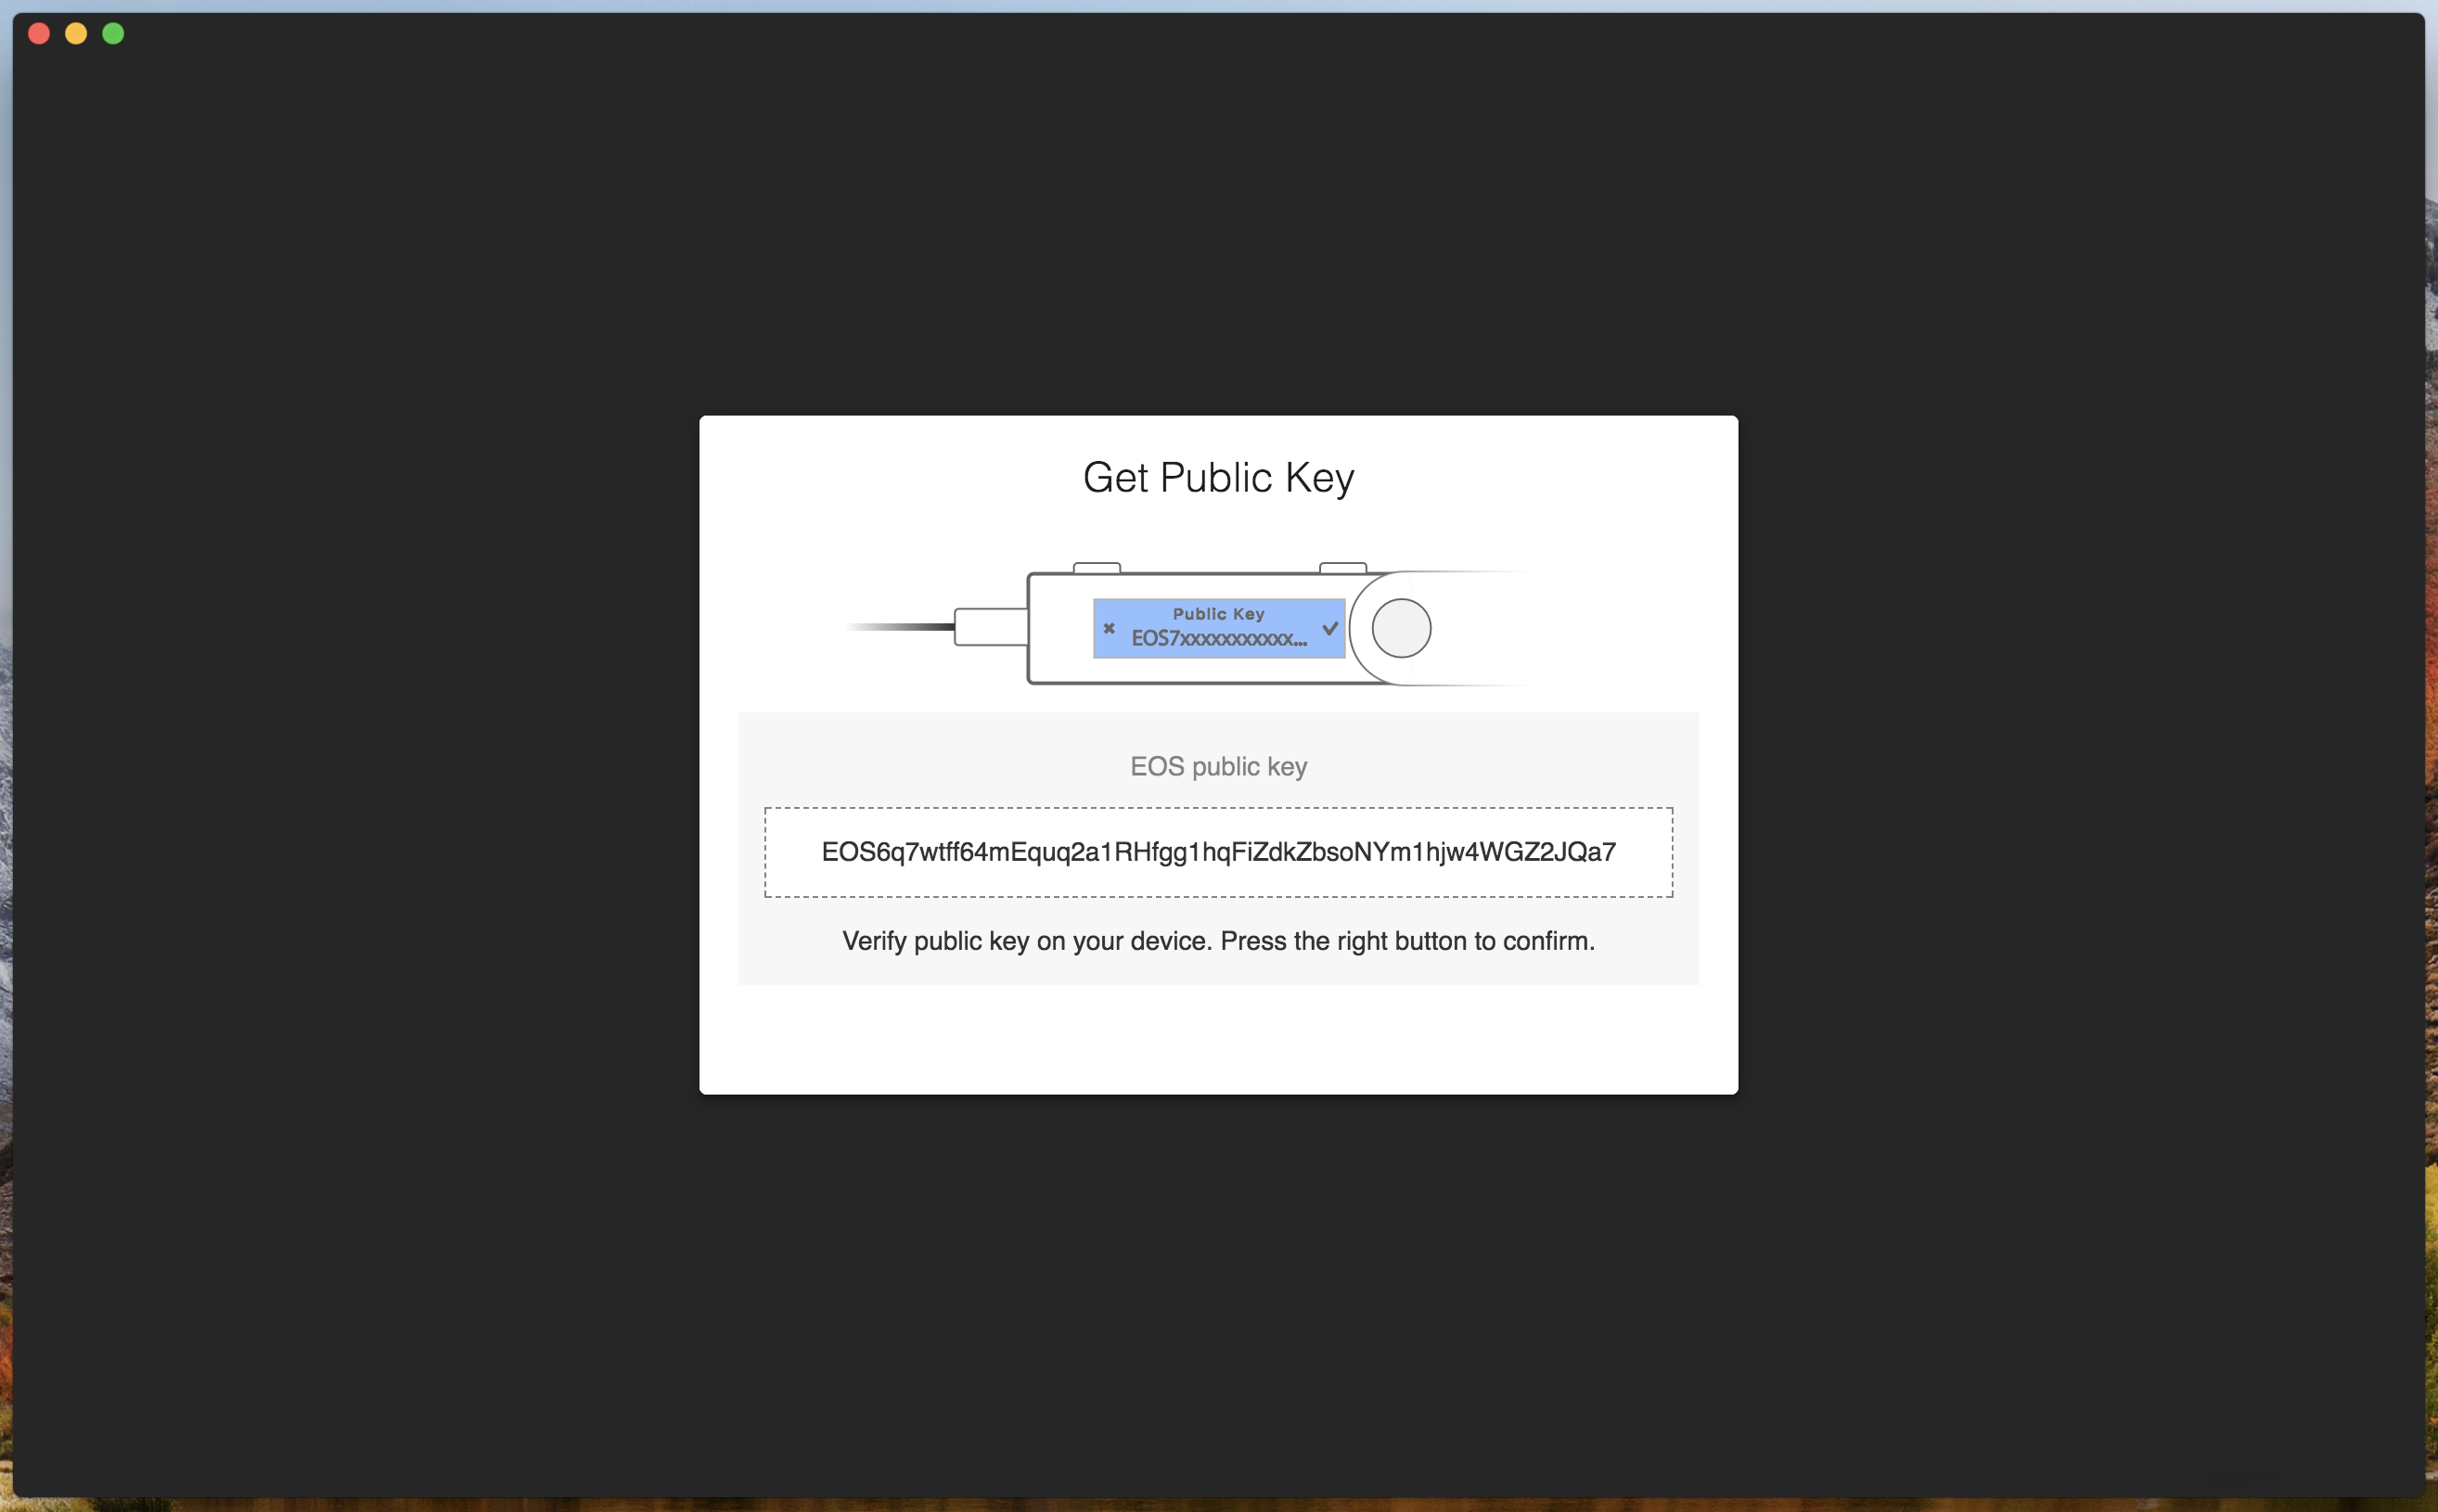 Get Public Key
Public Key
EOS7xxxxxxxxxxx...
EOS public key
EOS6q7wtff64mEquq2a1RHfgg1hqFiZdkZbsoNYm1hjw4WGZ2JQa7
Verify public key on your device. Press the right button to confirm.